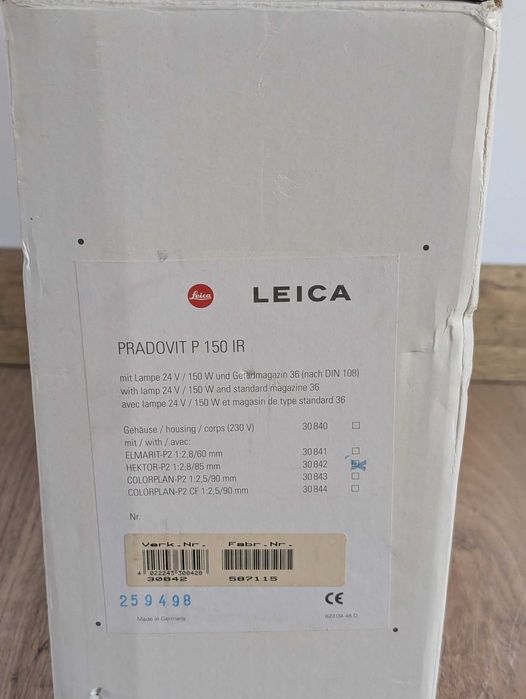 Leica LEICA
PRADOVIT P 150 IR
mit Lampe 24 V / 150 W und Geradmagazin 36 (nach DIN 108)
with lamp 24 V / 150 W and standard magazine 36
avec lampe 24 V / 150 W et magasin de type standard 36
Gehäuse / housing / corps (230 V) 30 840
mit / with / avec:
ELMARIT-P2 1:2,8/60 mm 30 841
HEKTOR-P2 1:2,8/85 mm 30 842
COLORPLAN-P2 1:2,5/90 mm 30 843
COLORPLAN-P2 CF 1:2,5/90 mm 30 844
Nr.
Verk.Nr. Fabr.Nr.
4 022243 308428
30842 587115
259498 CE
Made in Germany